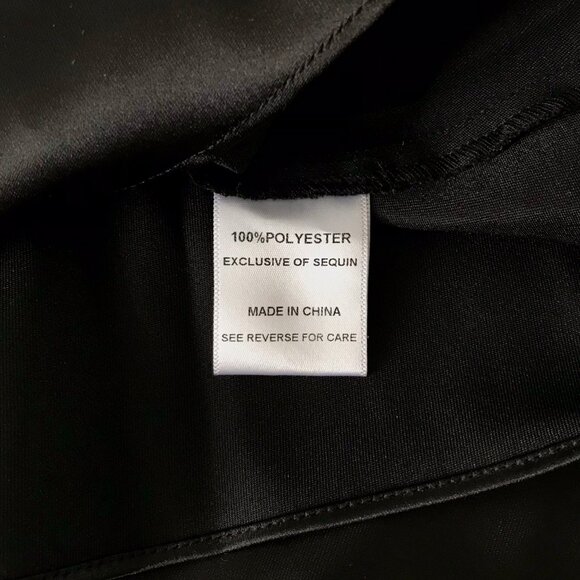 100%POLYESTER
EXCLUSIVE OF SEQUIN
MADE IN CHINA
SEE REVERSE FOR CARE